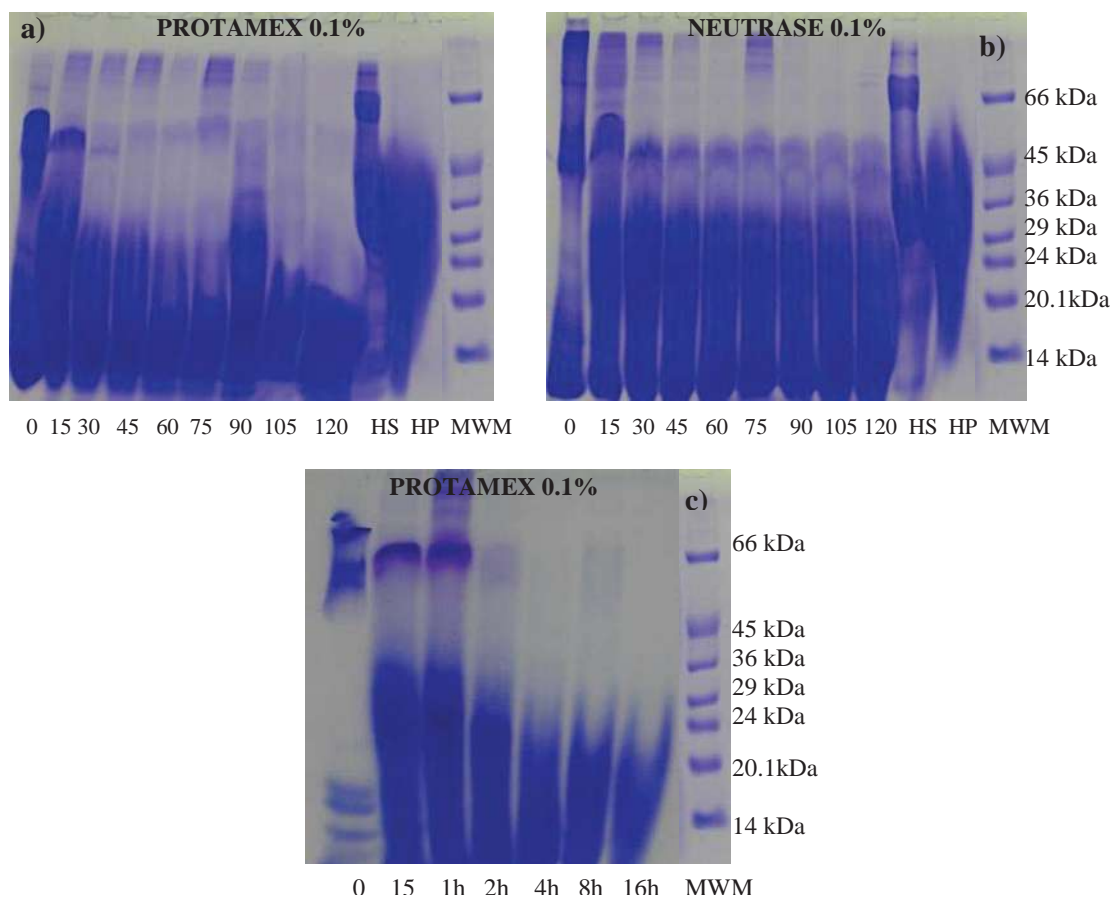 a)
PROTAMEX 0.1%
NEUTRASE 0.1%
b)
66 kDa
45 kDa
36 kDa
29 kDa
24 kDa
20.1kDa
14 kDa
0 15 30 45 60 75 90 105 120 HS HP MWM
0 15 30 45 60 75 90 105 120 HS HP MWM
PROTAMEX 0.1%
c)
66 kDa
45 kDa
36 kDa
29 kDa
24 kDa
20.1kDa
14 kDa
0 15 1h 2h 4h 8h 16h MWM